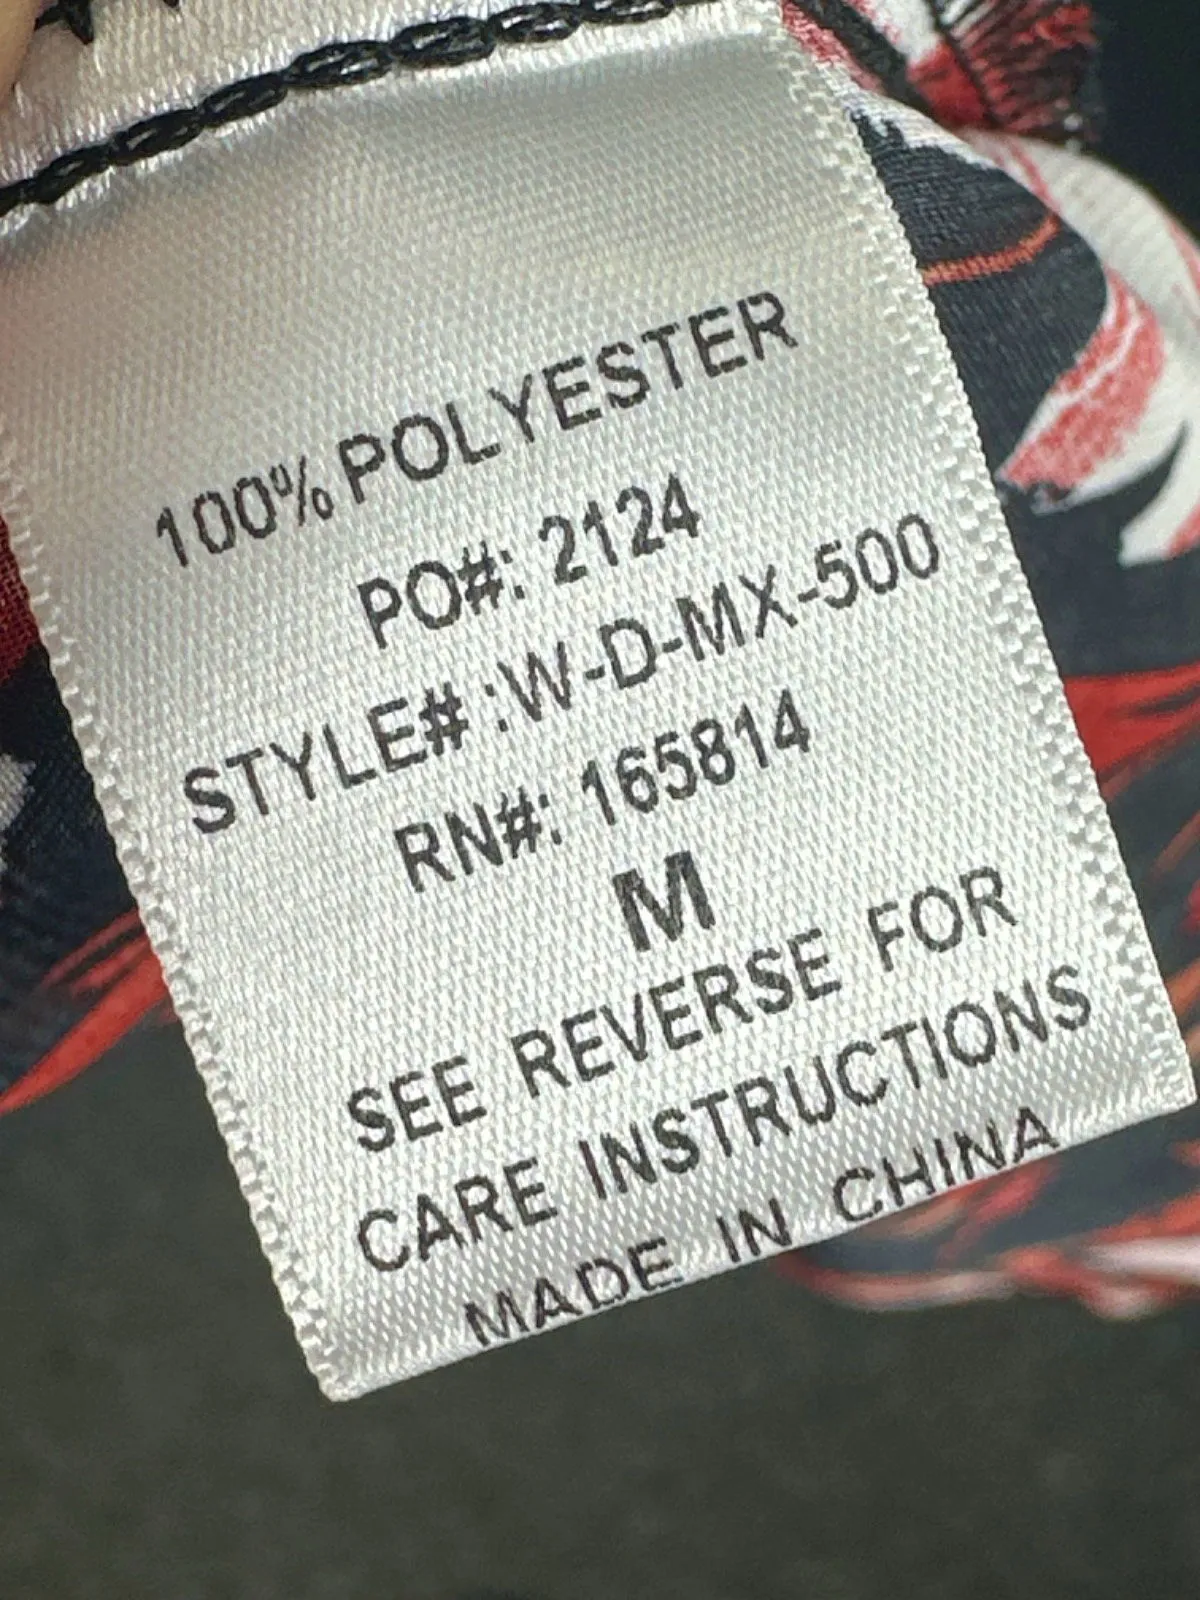 100% POLYESTER
PO#: 2124
STYLE# :W-D-MX-500
RN#: 165814
M
SEE REVERSE FOR
CARE INSTRUCTIONS
MADE IN CHINA